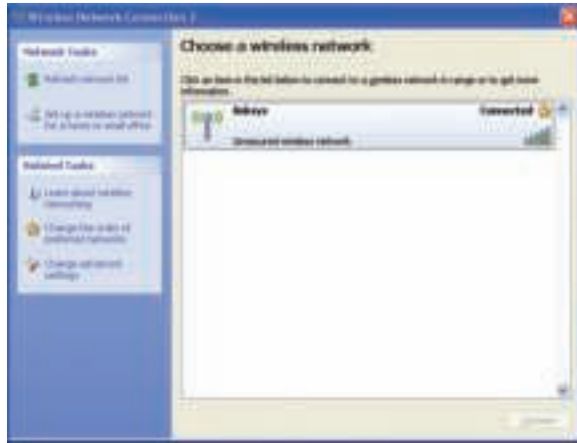 Wireless Network Connection 2
Network Tasks
Refresh network list
Set up a wireless network
for a home or small office
Related Tasks
Learn about wireless
networking
Change the order of
preferred networks
Change advanced
settings
Choose a wireless network
Click an item in the list below to connect to a wireless network in range or to get more
information.
linksys
Connected
Unsecured wireless network